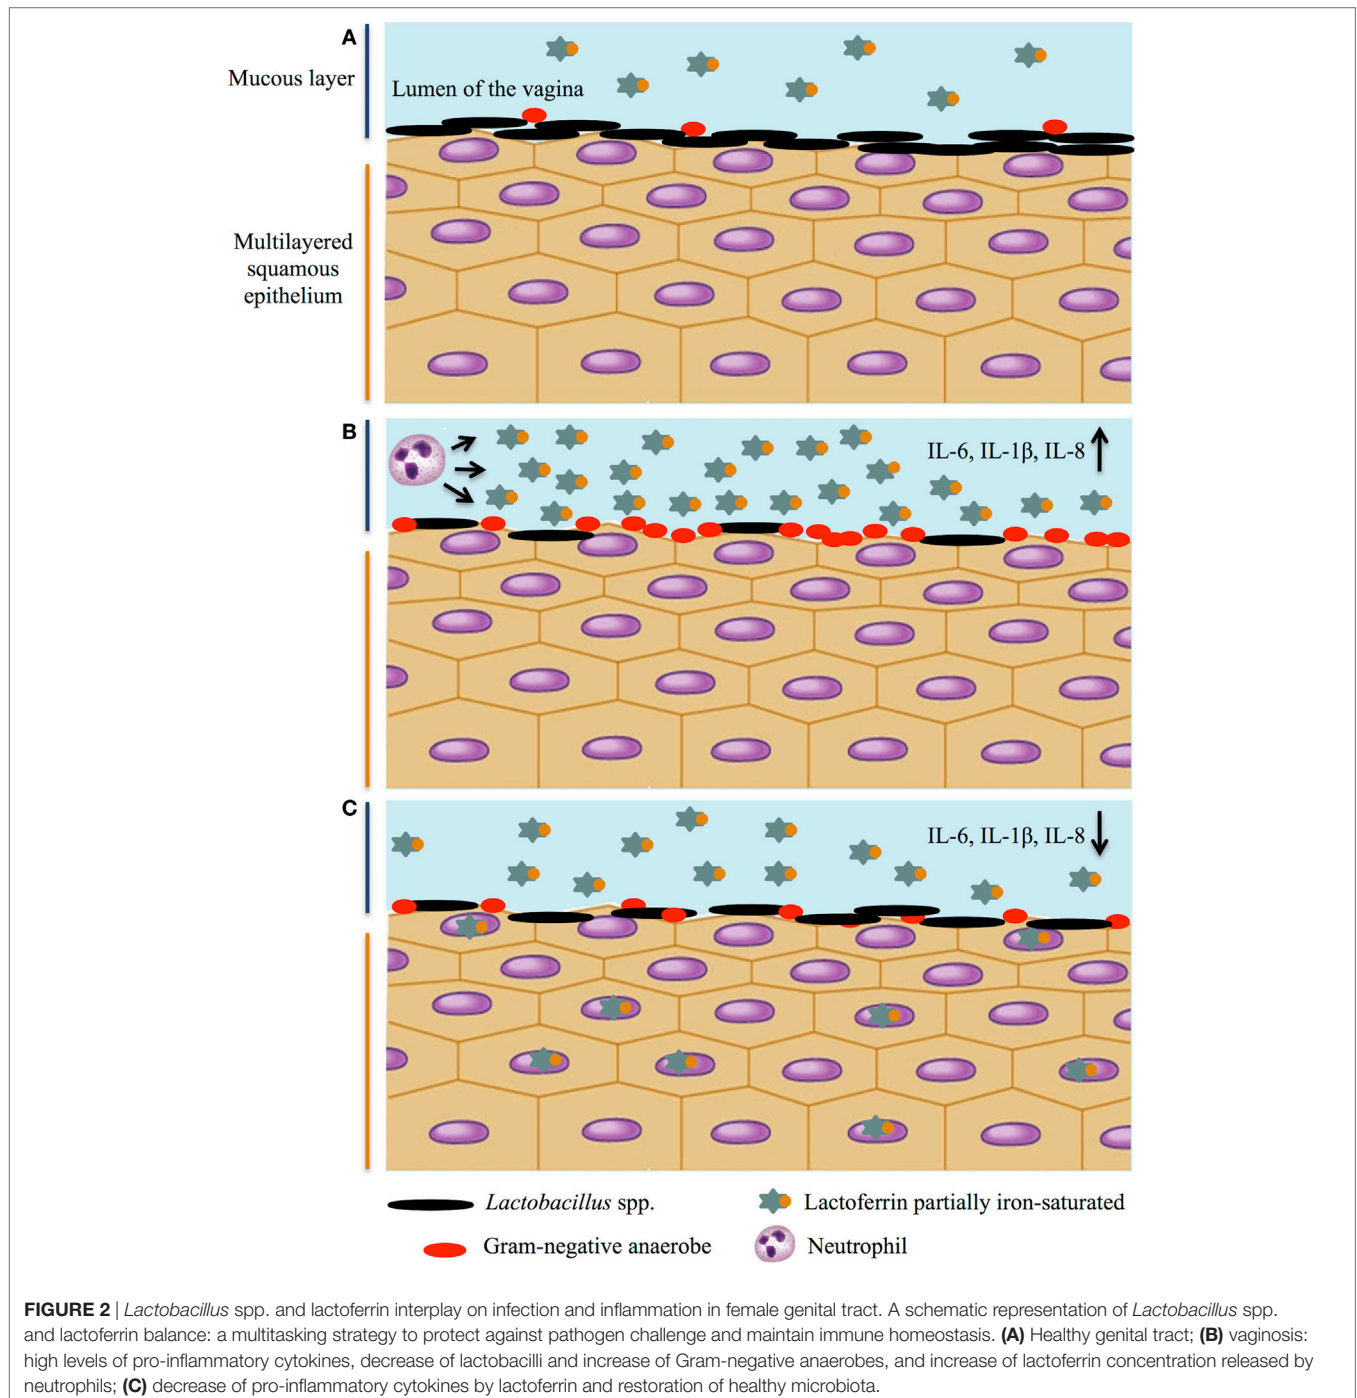 A
Mucous layer
Lumen of the vagina
Multilayered
squamous
epithelium
B
IL-6, IL-1β, IL-8
C
IL-6, IL-1β, IL-8
Lactobacillus spp.
Lactoferrin partially iron-saturated
Gram-negative anaerobe
Neutrophil
FIGURE 2 | Lactobacillus spp. and lactoferrin interplay on infection and inflammation in female genital tract. A schematic representation of Lactobacillus spp.
and lactoferrin balance: a multitasking strategy to protect against pathogen challenge and maintain immune homeostasis. (A) Healthy genital tract; (B) vaginosis:
high levels of pro-inflammatory cytokines, decrease of lactobacilli and increase of Gram-negative anaerobes, and increase of lactoferrin concentration released by
neutrophils; (C) decrease of pro-inflammatory cytokines by lactoferrin and restoration of healthy microbiota.